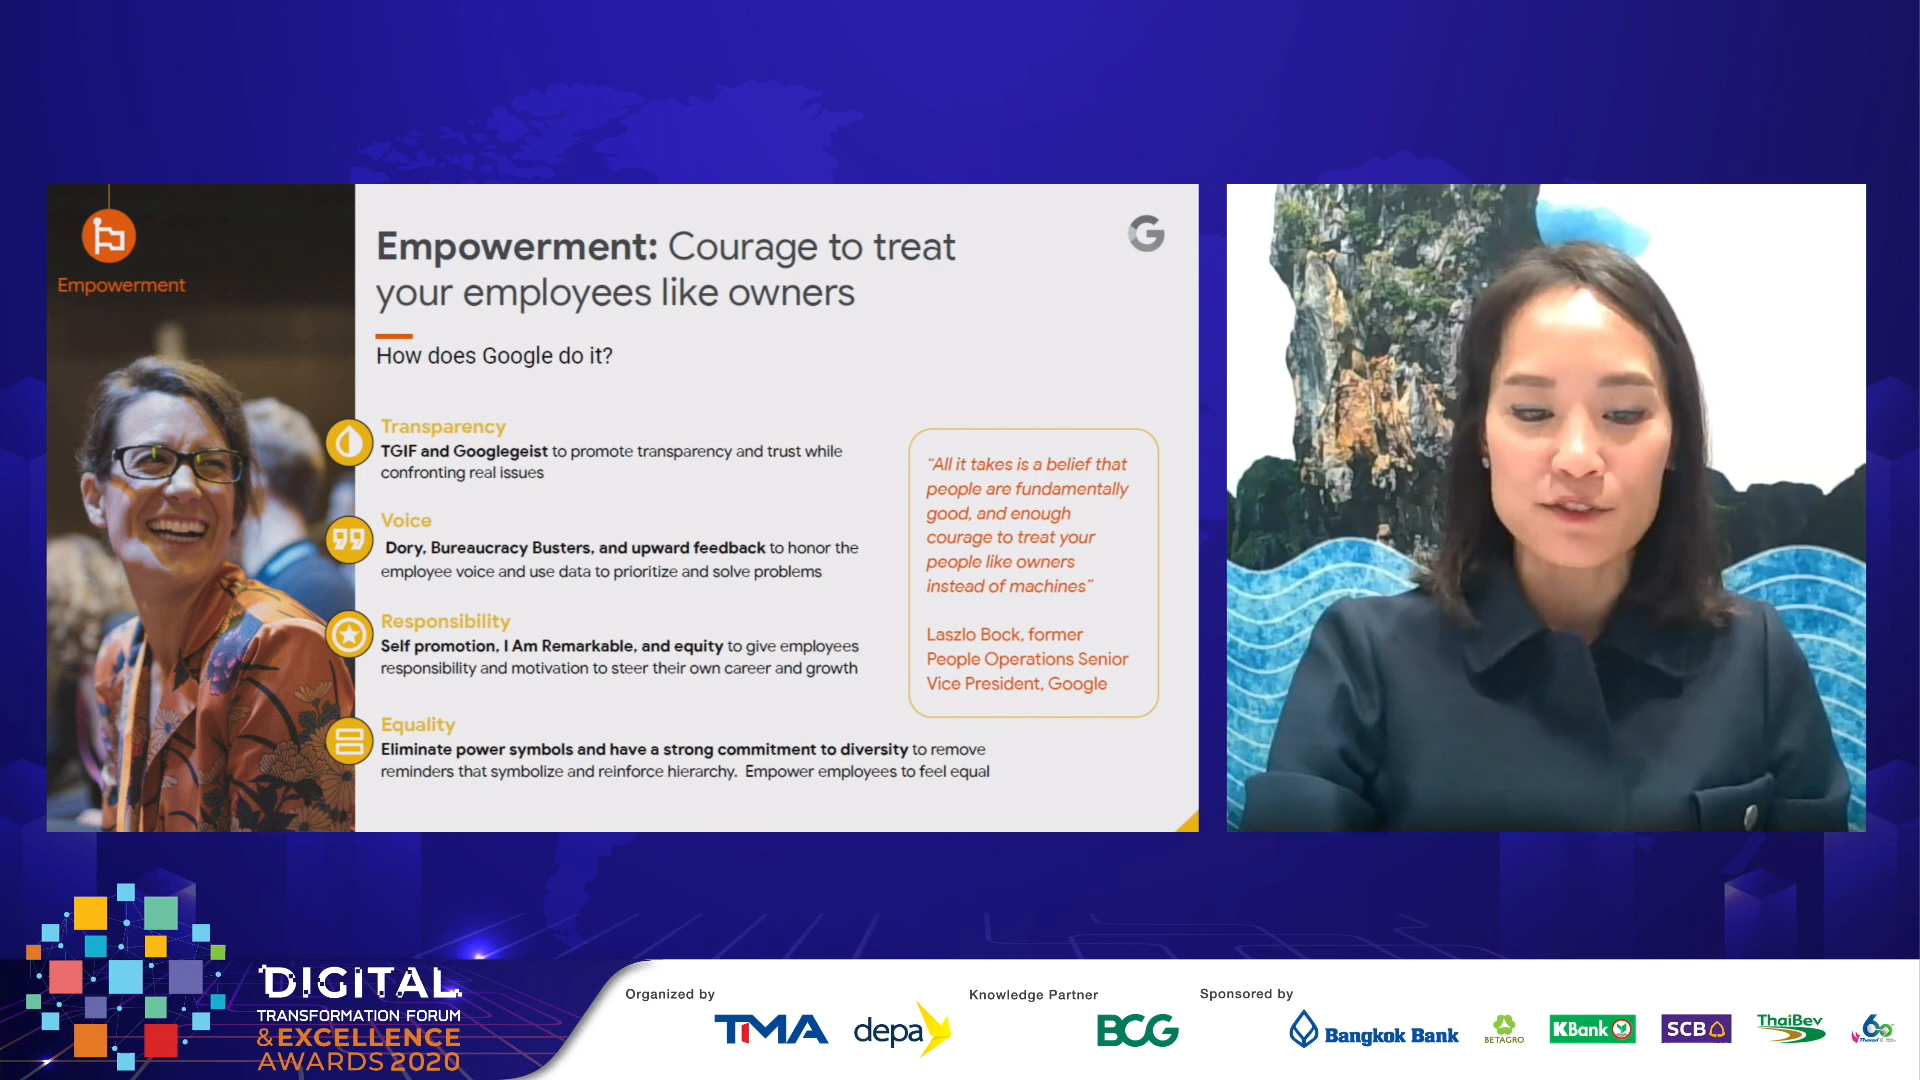 Empowerment
Empowerment: Courage to treat
your employees like owners
How does Google do it?
Transparency
TGIF and Googlegeist to promote transparency and trust while
confronting real issues
Voice
Dory, Bureaucracy Busters, and upward feedback to honor the
employee voice and use data to prioritize and solve problems
Responsibility
Self promotion, I Am Remarkable, and equity to give employees
responsibility and motivation to steer their own career and growth
Equality
Eliminate power symbols and have a strong commitment to diversity to remove
reminders that symbolize and reinforce hierarchy. Empower employees to feel equal
G
“All it takes is a belief that
people are fundamentally
good, and enough
courage to treat your
people like owners
instead of machines”
Laszlo Bock, former
People Operations Senior
Vice President, Google
DIGITAL
TRANSFORMATION FORUM
& EXCELLENCE
AWARDS 2020
Organized by
TMA
depa
Knowledge Partner
BCG
Sponsored by
Bangkok Bank
BETAGRO
KBank
SCB
ThaiBev
60